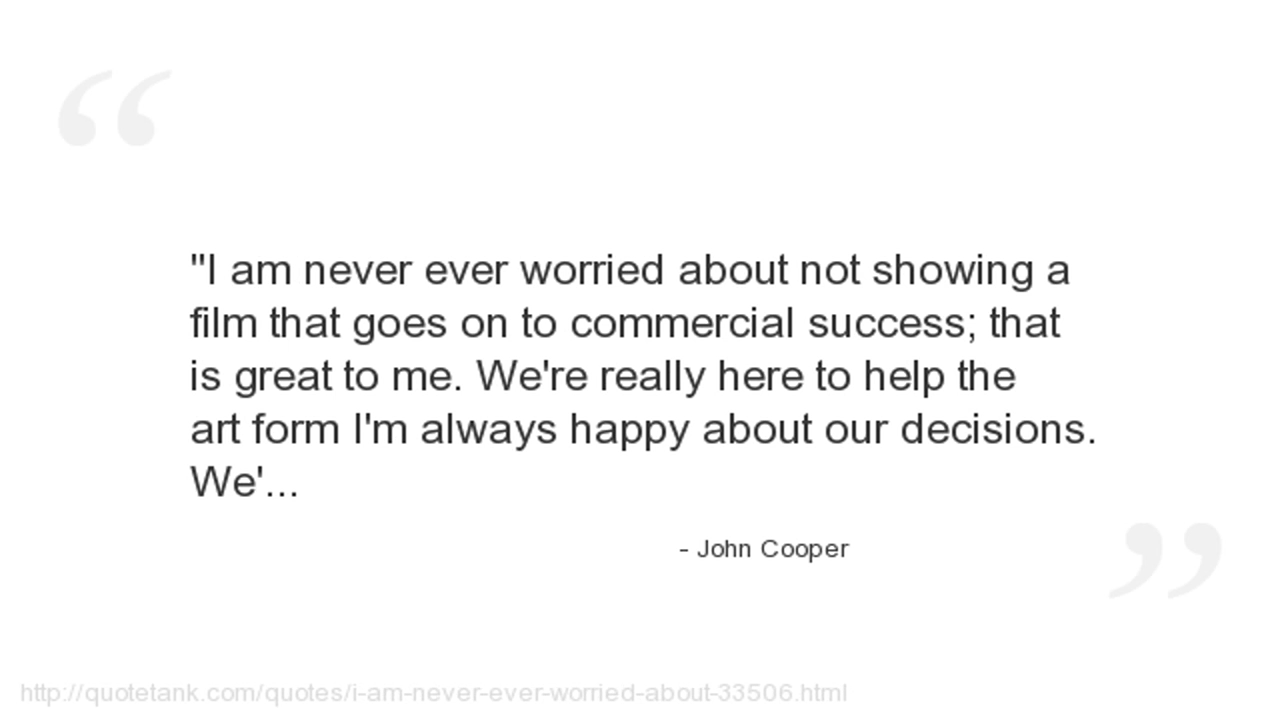 "I am never ever worried about not showing a
film that goes on to commercial success; that
is great to me. We're really here to help the
art form I'm always happy about our decisions.
We'...
- John Cooper
http://quotetank.com/quotes/i-am-never-ever-worried-about-33506.html